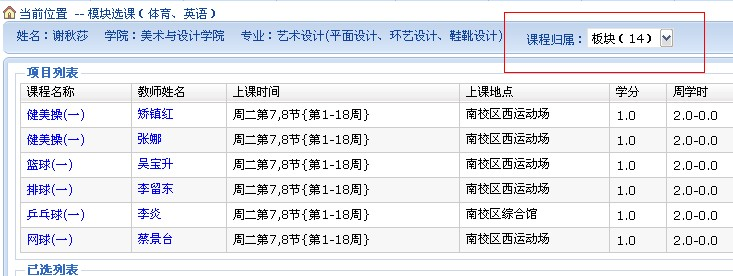 当前位置 -- 模块选课（体育、英语）
姓名：谢秋莎 学院：美术与设计学院 专业：艺术设计(平面设计、环艺设计、鞋靴设计) 课程归属：板块（14）
项目列表
课程名称 教师姓名 上课时间 上课地点 学分 周学时
健美操(一) 矫镇红 周二第7,8节{第1-18周} 南校区西运动场 1.0 2.0-0.0
健美操(一) 张娜 周二第7,8节{第1-18周} 南校区西运动场 1.0 2.0-0.0
篮球(一) 吴宝升 周二第7,8节{第1-18周} 南校区西运动场 1.0 2.0-0.0
排球(一) 李留东 周二第7,8节{第1-18周} 南校区西运动场 1.0 2.0-0.0
乒乓球(一) 李炎 周二第7,8节{第1-18周} 南校区综合馆 1.0 2.0-0.0
网球(一) 蔡景台 周二第7,8节{第1-18周} 南校区西运动场 1.0 2.0-0.0
已选列表